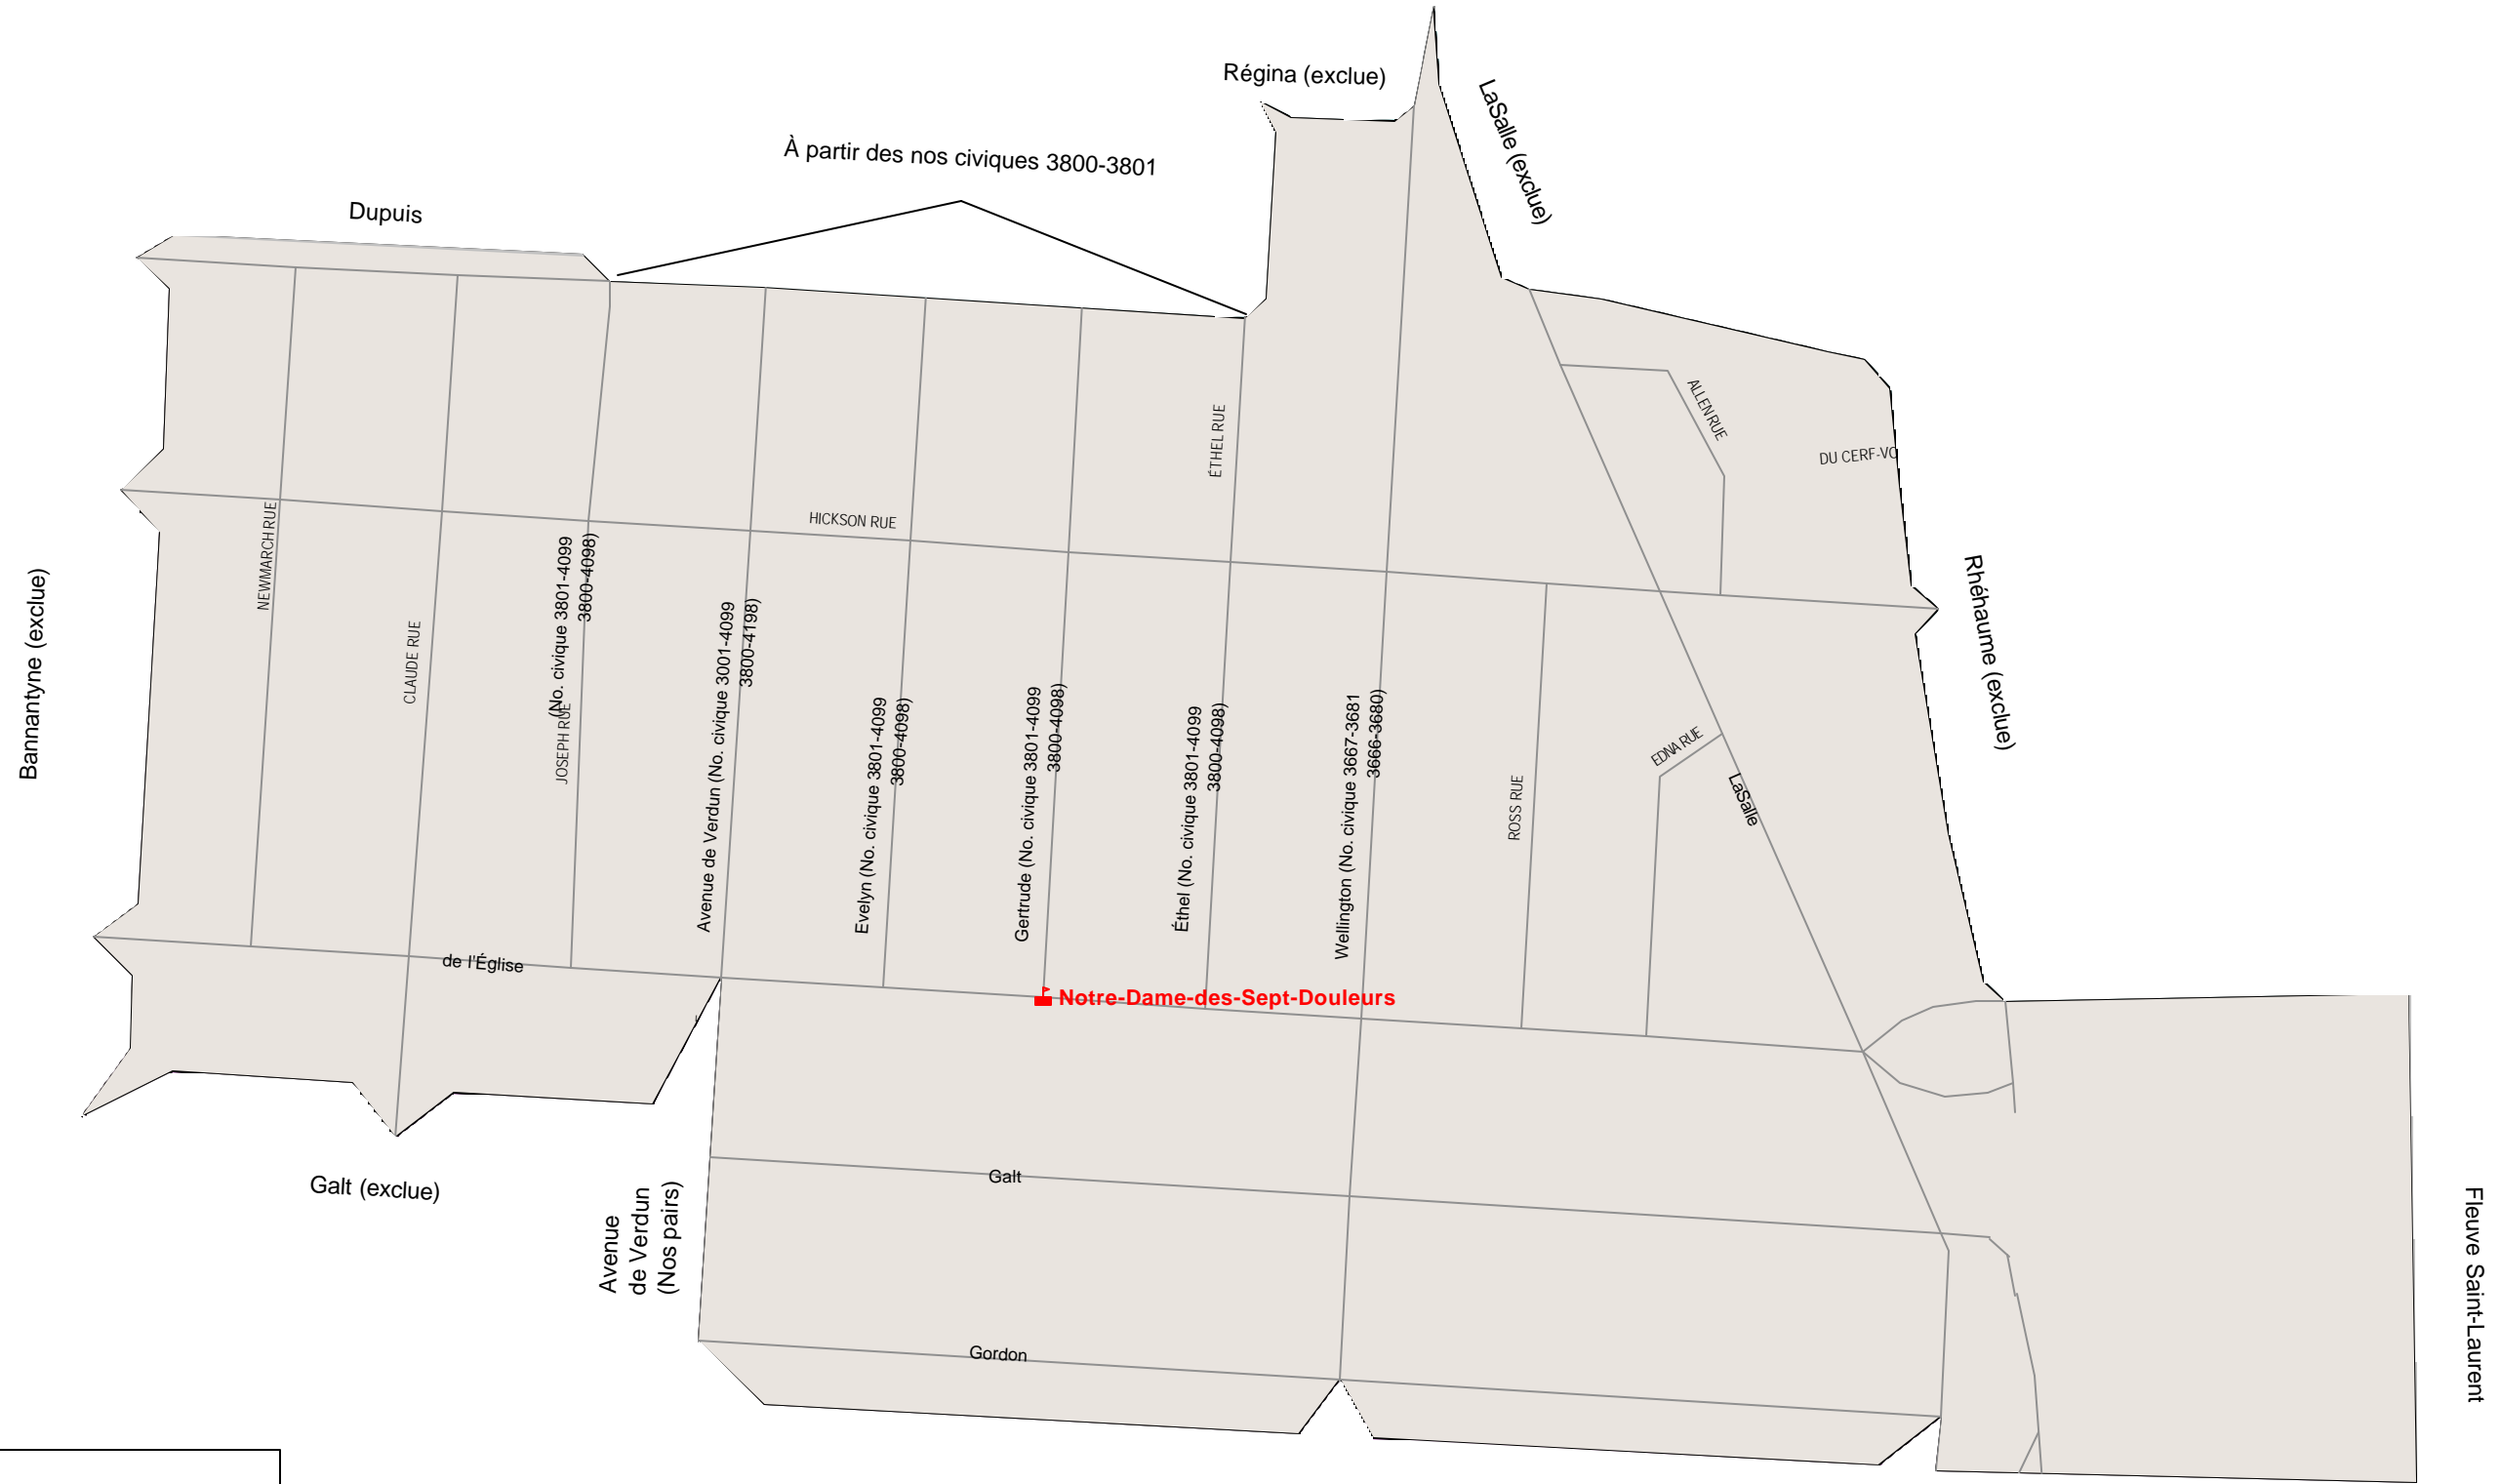 Régina (exclue)
LaSalle (exclue)
À partir des nos civiques 3800-3801
Dupuis
ALLEN RUE
ÉTHEL RUE
DU CERF-VO
HICKSON RUE
NEWMARCH RUE
CLAUDE RUE
(No. civique 3801-4099
3800-4098)
JOSEPH RUE
Avenue de Verdun (No. civique 3001-4099
3800-4198)
Evelyn (No. civique 3801-4099
3800-4098)
Gertrude (No. civique 3801-4099
3800-4098)
Éthel (No. civique 3801-4099
3800-4098)
Wellington (No. civique 3667-3681
3666-3680)
ROSS RUE
EDNA RUE
LaSalle
Rhéhaume (exclue)
Bannantyne (exclue)
de l'Église
Notre-Dame-des-Sept-Douleurs
Galt (exclue)
Galt
Avenue
de Verdun
(Nos pairs)
Gordon
Fleuve Saint-Laurent